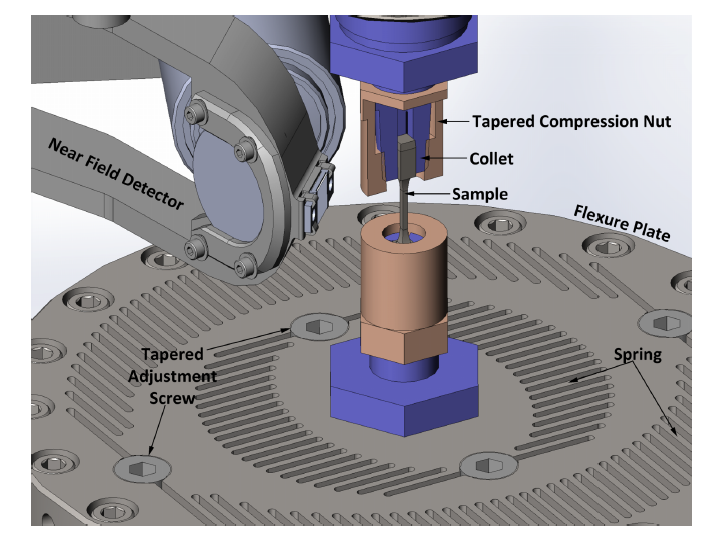 Tapered Compression Nut
Near Field Detector
Collet
Sample
Flexure Plate
Tapered
Adjustment
Screw
Spring